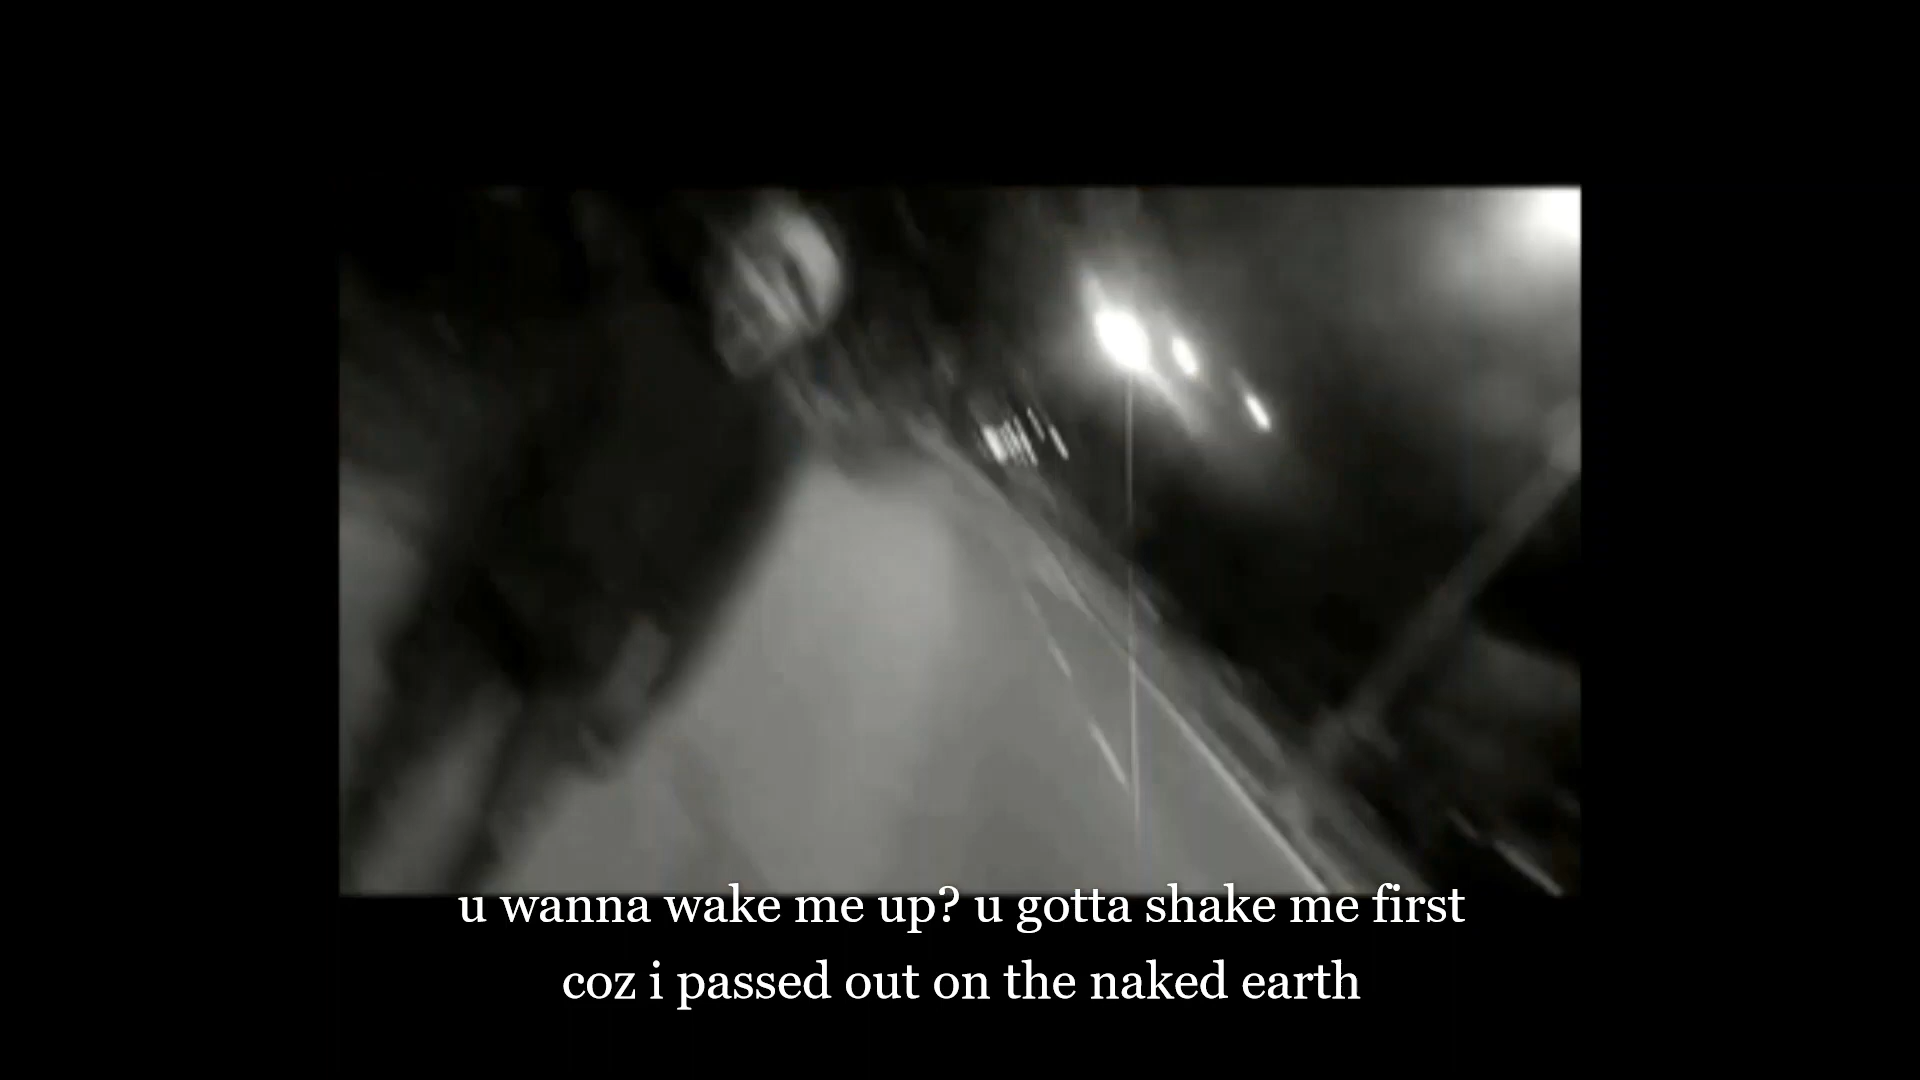 u wanna wake me up? u gotta shake me first
coz i passed out on the naked earth